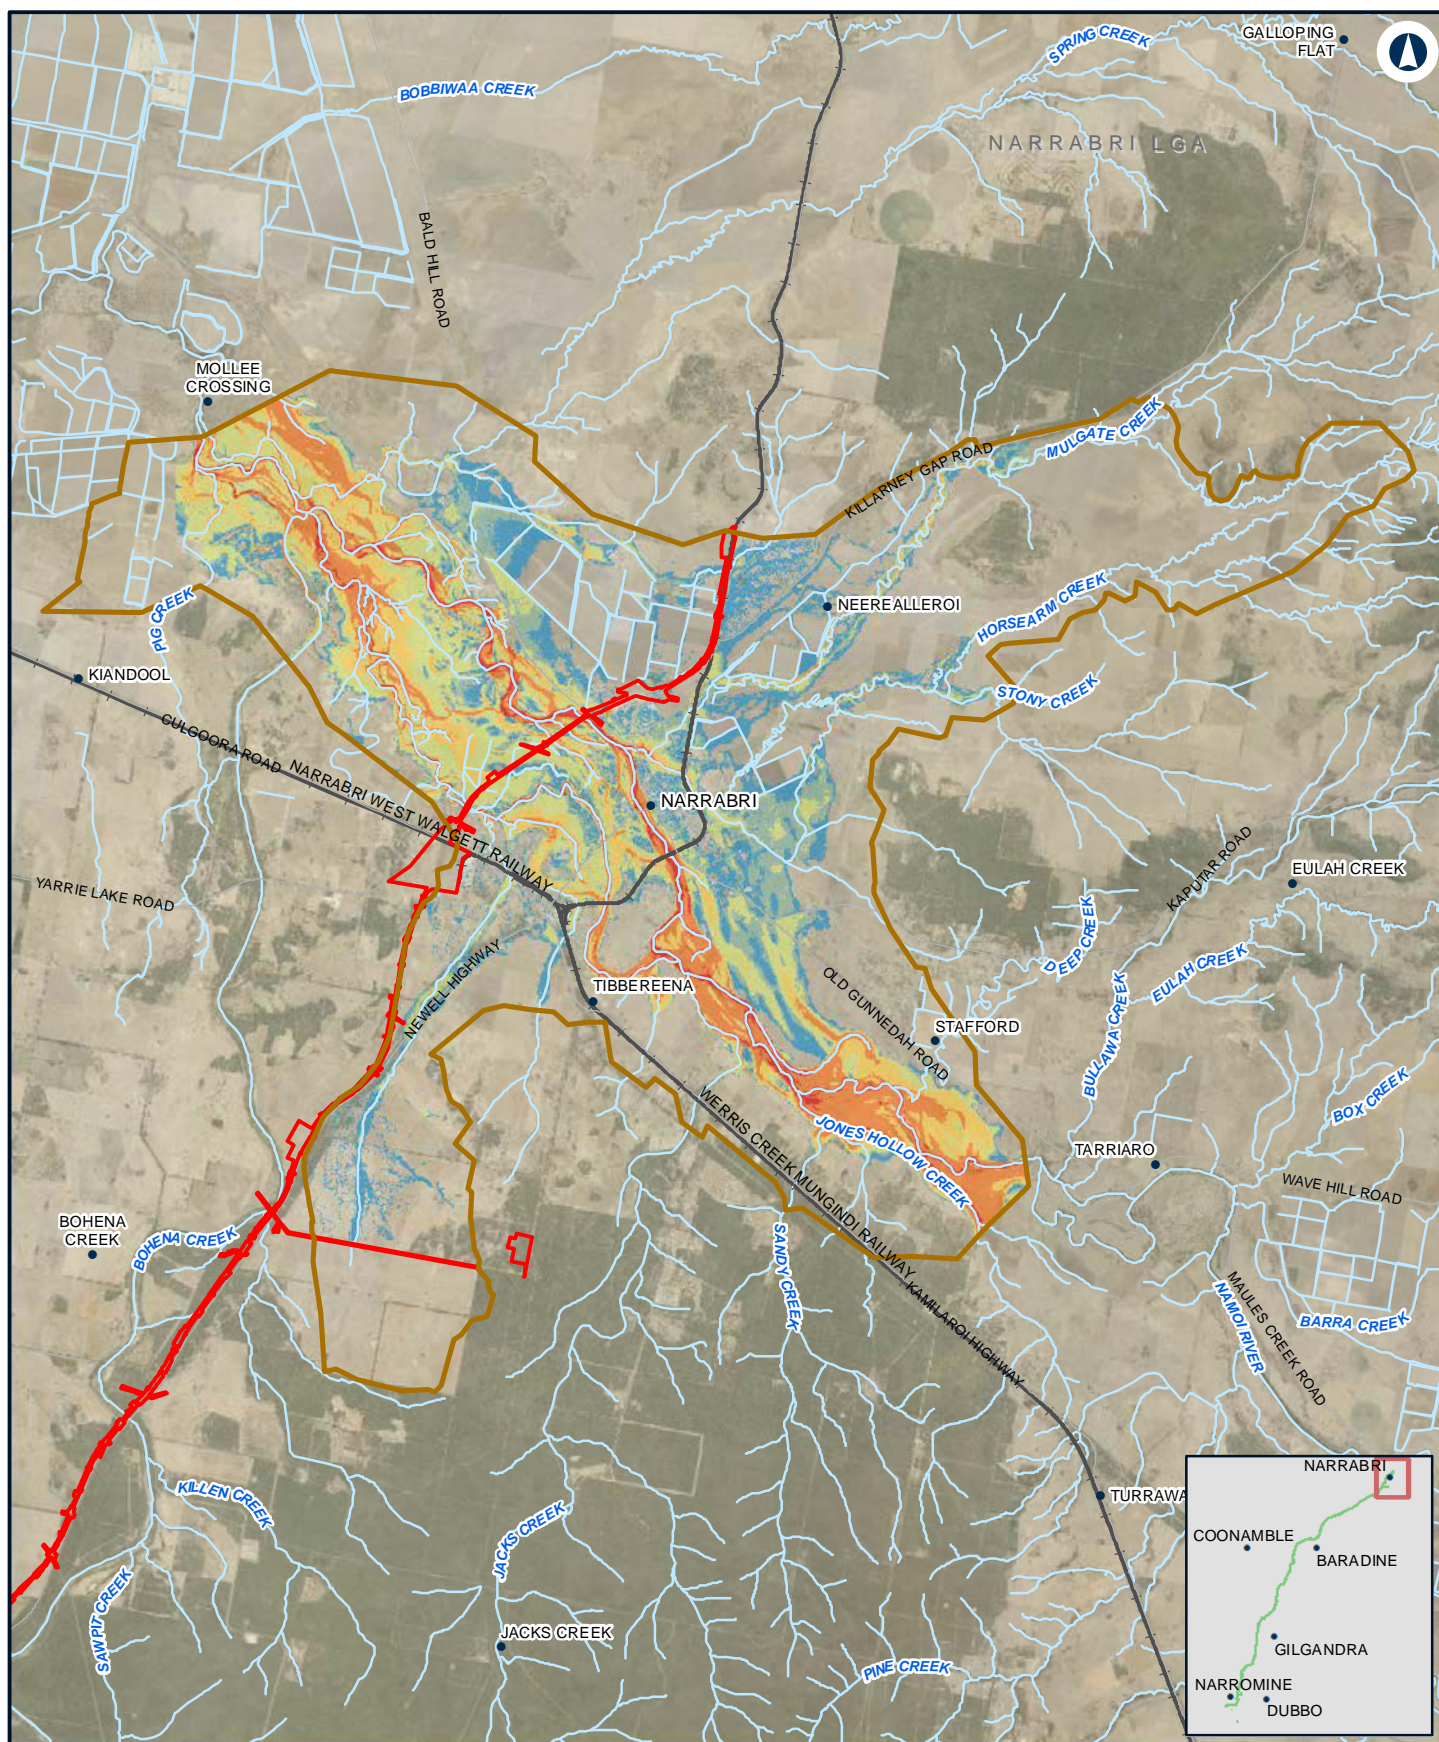 GALLOPING
FLAT
SPRING CREEK
BOBBIWAA CREEK
NARRABRI LGA
BALD HILL ROAD
MOLLEE
CROSSING
MULGATE CREEK
KILLARNEY GAP ROAD
PIG CREEK
NEEREALLEROI
HORSEARM CREEK
KIANDOOL
STONY CREEK
CULGOORA ROAD
NARRABRI WEST WALGETT RAILWAY
NARRABRI
YARRIE LAKE ROAD
KAPUTAR ROAD
EULAH CREEK
DEEP CREEK
EULAH CREEK
NEWELL HIGHWAY
TIBBEREENA
OLD GUNNEDAH ROAD
STAFFORD
BULLAWA CREEK
BOX CREEK
WERRIS CREEK MUNGINDI RAILWAY
JONES HOLLOW CREEK
TARRIARO
WAVE HILL ROAD
BOHENA
CREEK
BOHENA CREEK
SANDY CREEK
KAMILAROI HIGHWAY
NAMOI RIVER
MAULES CREEK ROAD
BARRA CREEK
KILLEN CREEK
JACKS CREEK
TURRAWA
SAWPIT CREEK
JACKS CREEK
PINE CREEK
NARRABRI
COONAMBLE
BARADINE
GILGANDRA
NARROMINE
DUBBO